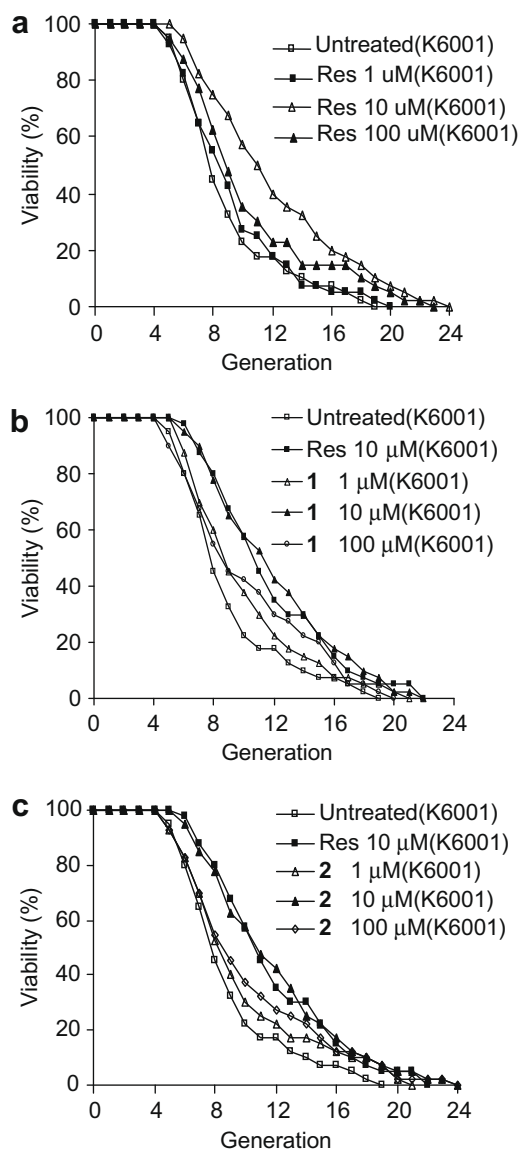 a
100
80
60
40
20
0
Viability (%)
Untreated(K6001)
Res 1 uM(K6001)
Res 10 uM(K6001)
Res 100 uM(K6001)
0 4 8 12 16 20 24
Generation
b
100
80
60
40
20
0
Viability (%)
Untreated(K6001)
Res 10 μM(K6001)
1 1 μM(K6001)
1 10 μM(K6001)
1 100 μM(K6001)
0 4 8 12 16 20 24
Generation
c
100
80
60
40
20
0
Viability (%)
Untreated(K6001)
Res 10 μM(K6001)
2 1 μM(K6001)
2 10 μM(K6001)
2 100 μM(K6001)
0 4 8 12 16 20 24
Generation